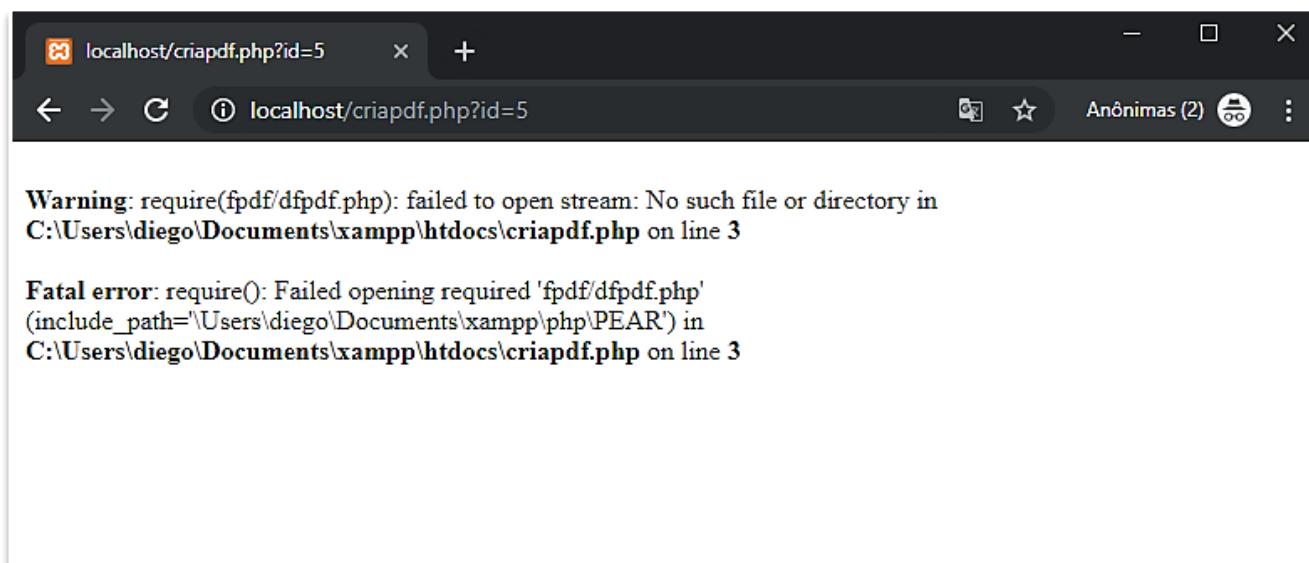 localhost/criapdf.php?id=5
localhost/criapdf.php?id=5
Anônimas (2)
Warning: require(fpdf/dfpdf.php): failed to open stream: No such file or directory in
C:\Users\diego\Documents\xampp\htdocs\criapdf.php on line 3
Fatal error: require(): Failed opening required 'fpdf/dfpdf.php'
(include_path='\Users\diego\Documents\xampp\php\PEAR') in
C:\Users\diego\Documents\xampp\htdocs\criapdf.php on line 3